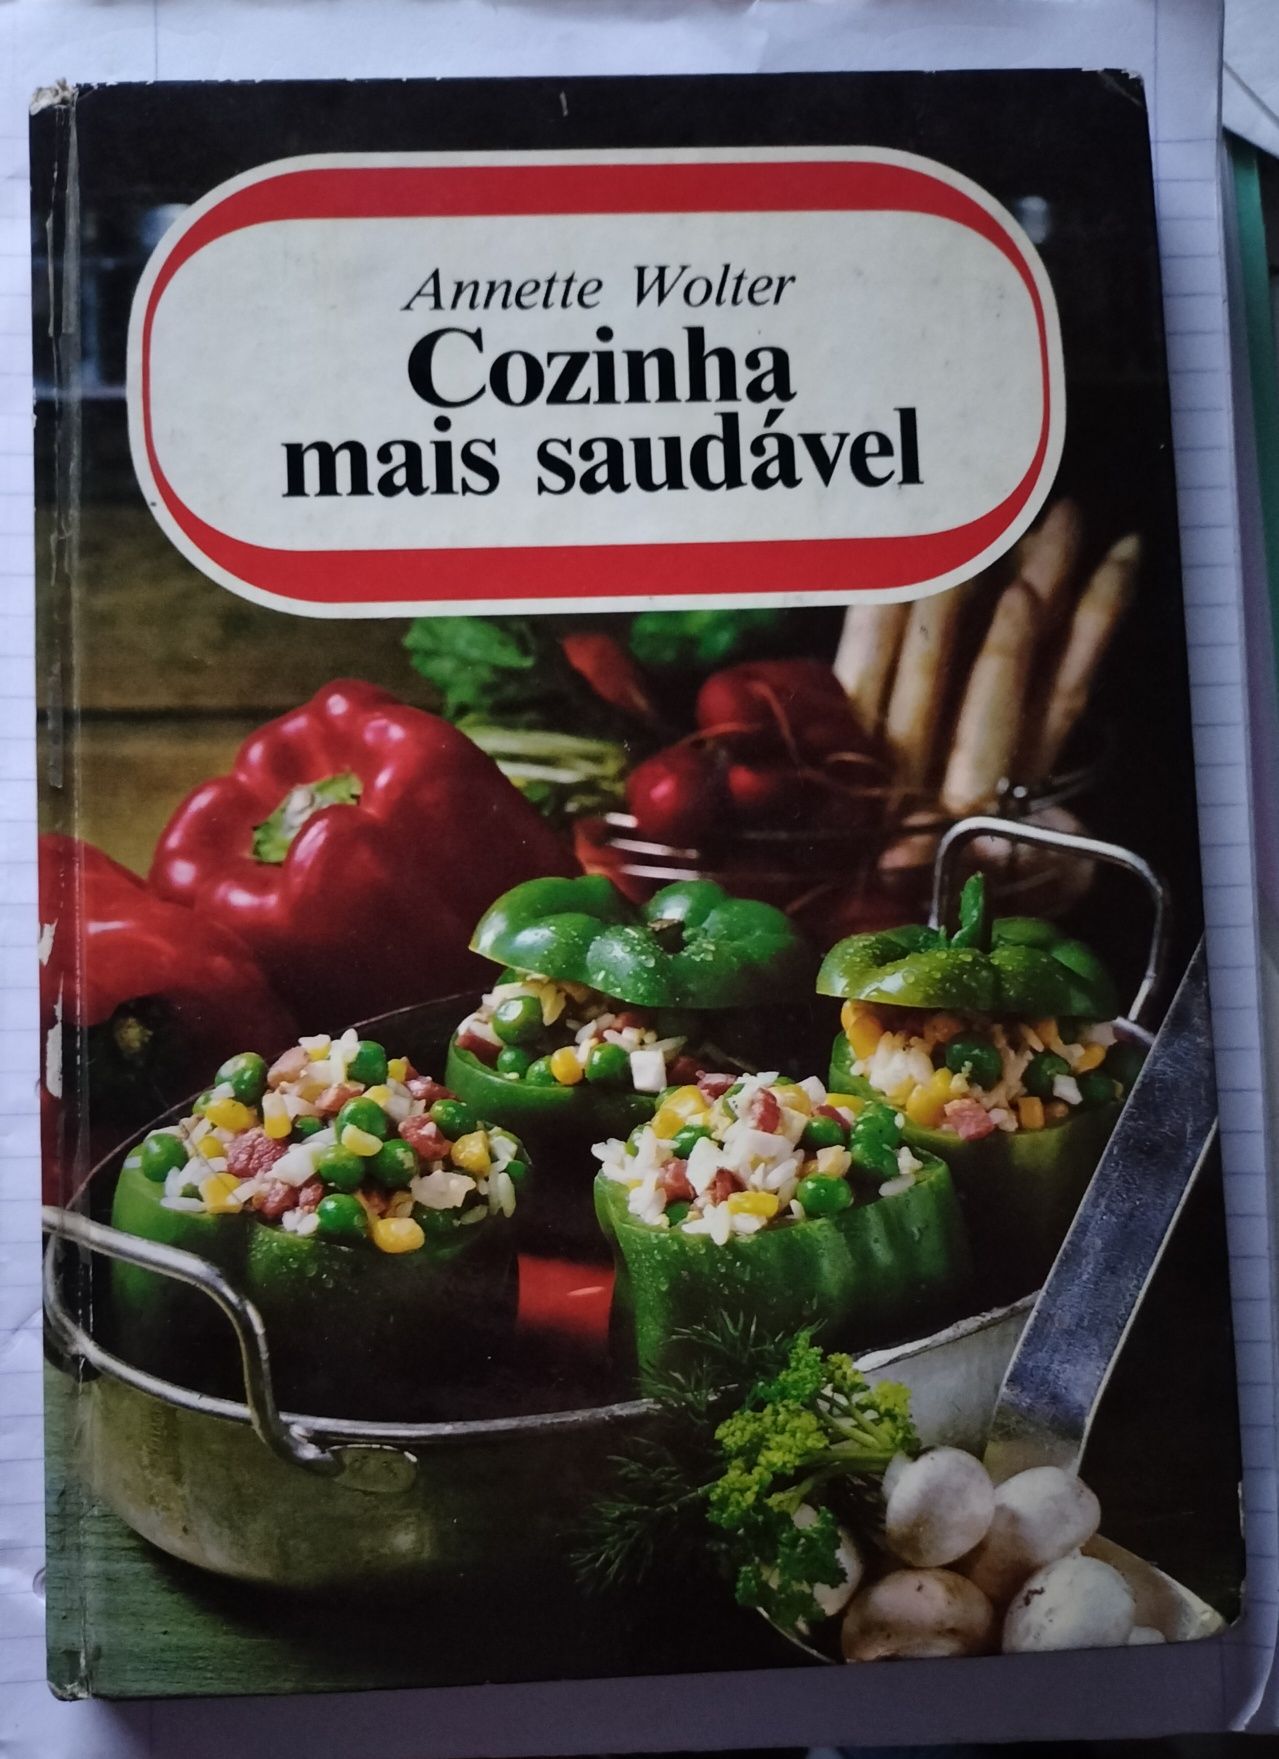 Annette Wolter
Cozinha
mais saudável